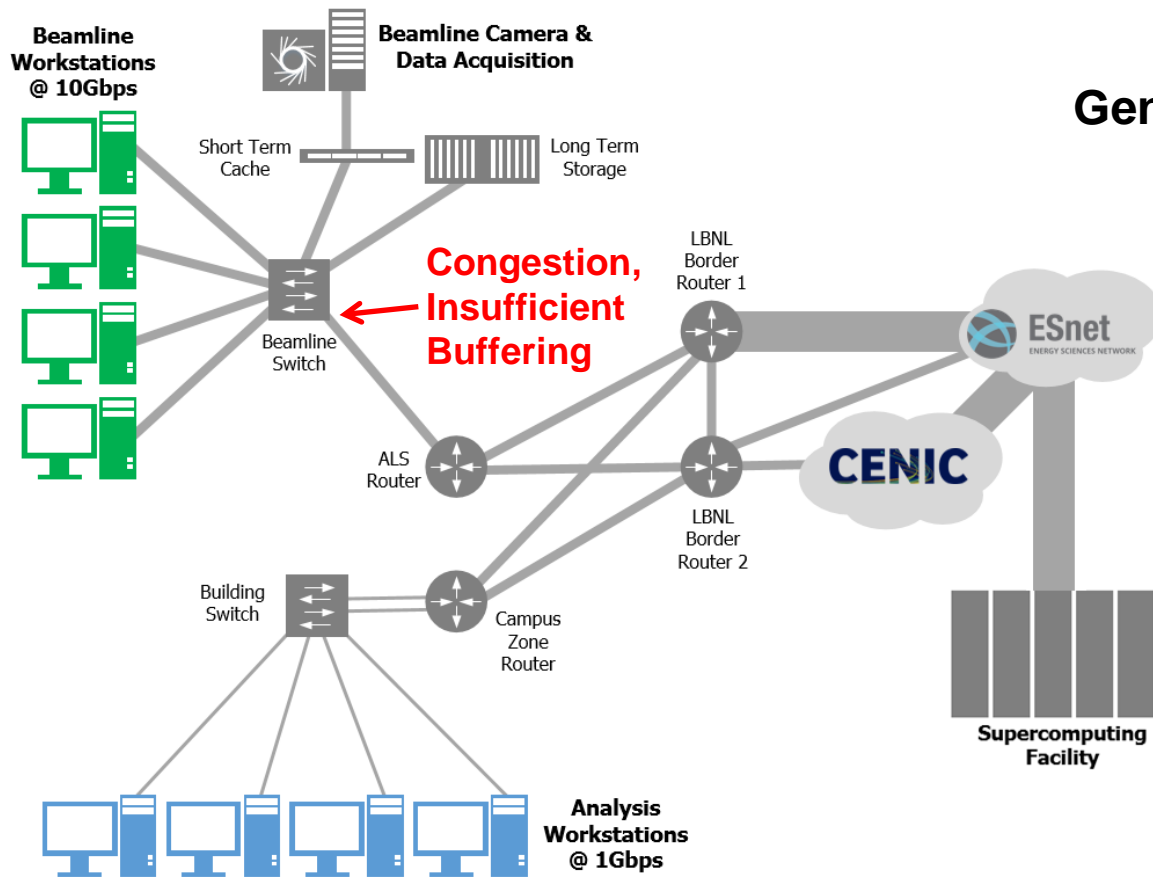 Beamline
Workstations
@ 10Gbps
Beamline Camera &
Data Acquisition
Short Term
Cache
Long Term
Storage
Congestion,
Insufficient
Buffering
Beamline
Switch
LBNL
Border
Router 1
ESnet
ENERGY SCIENCES NETWORK
ALS
Router
CENIC
LBNL
Border
Router 2
Building
Switch
Campus
Zone
Router
Supercomputing
Facility
Analysis
Workstations
@ 1Gbps